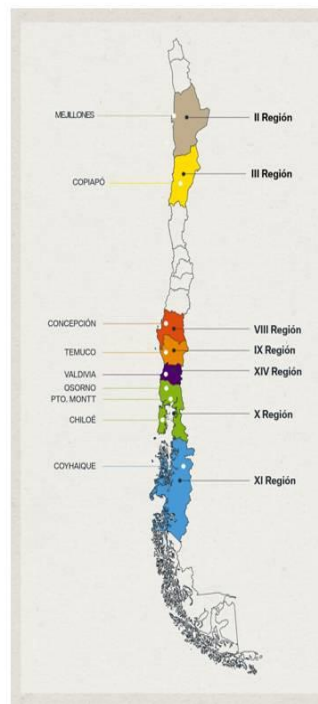 MEJILLONES
II Región
III Región
COPIAPÓ
CONCEPCIÓN
VIII Región
TEMUCO
IX Región
VALDIVIA
XIV Región
OSORNO
PTO. MONTT
X Región
CHILOÉ
COYHAIQUE
XI Región